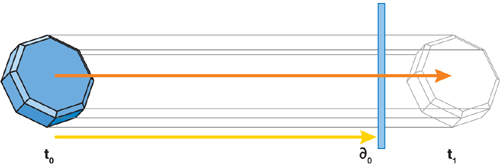 t₀ ∂₀ t₁